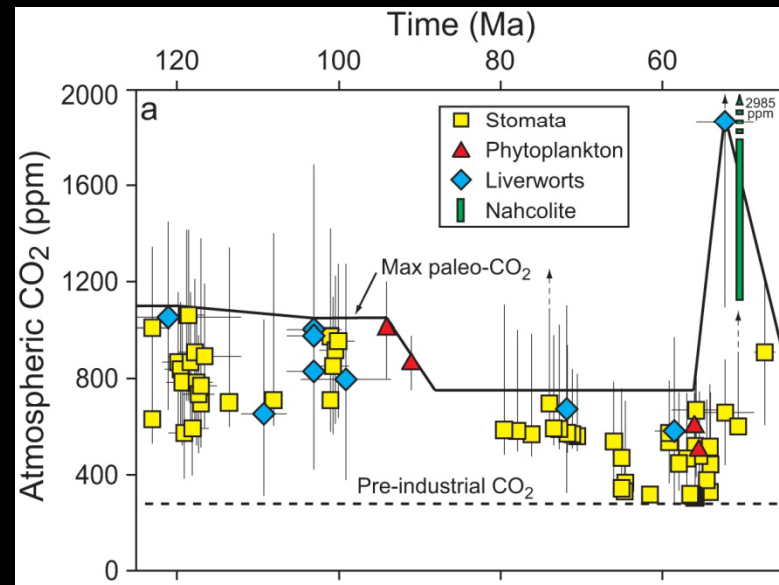 Time (Ma)
120 100 80 60
2000
1600
1200
800
400
0
Atmospheric CO₂ (ppm)
a
Stomata
Phytoplankton
Liverworts
Nahcolite
2985
ppm
Max paleo-CO₂
Pre-industrial CO₂